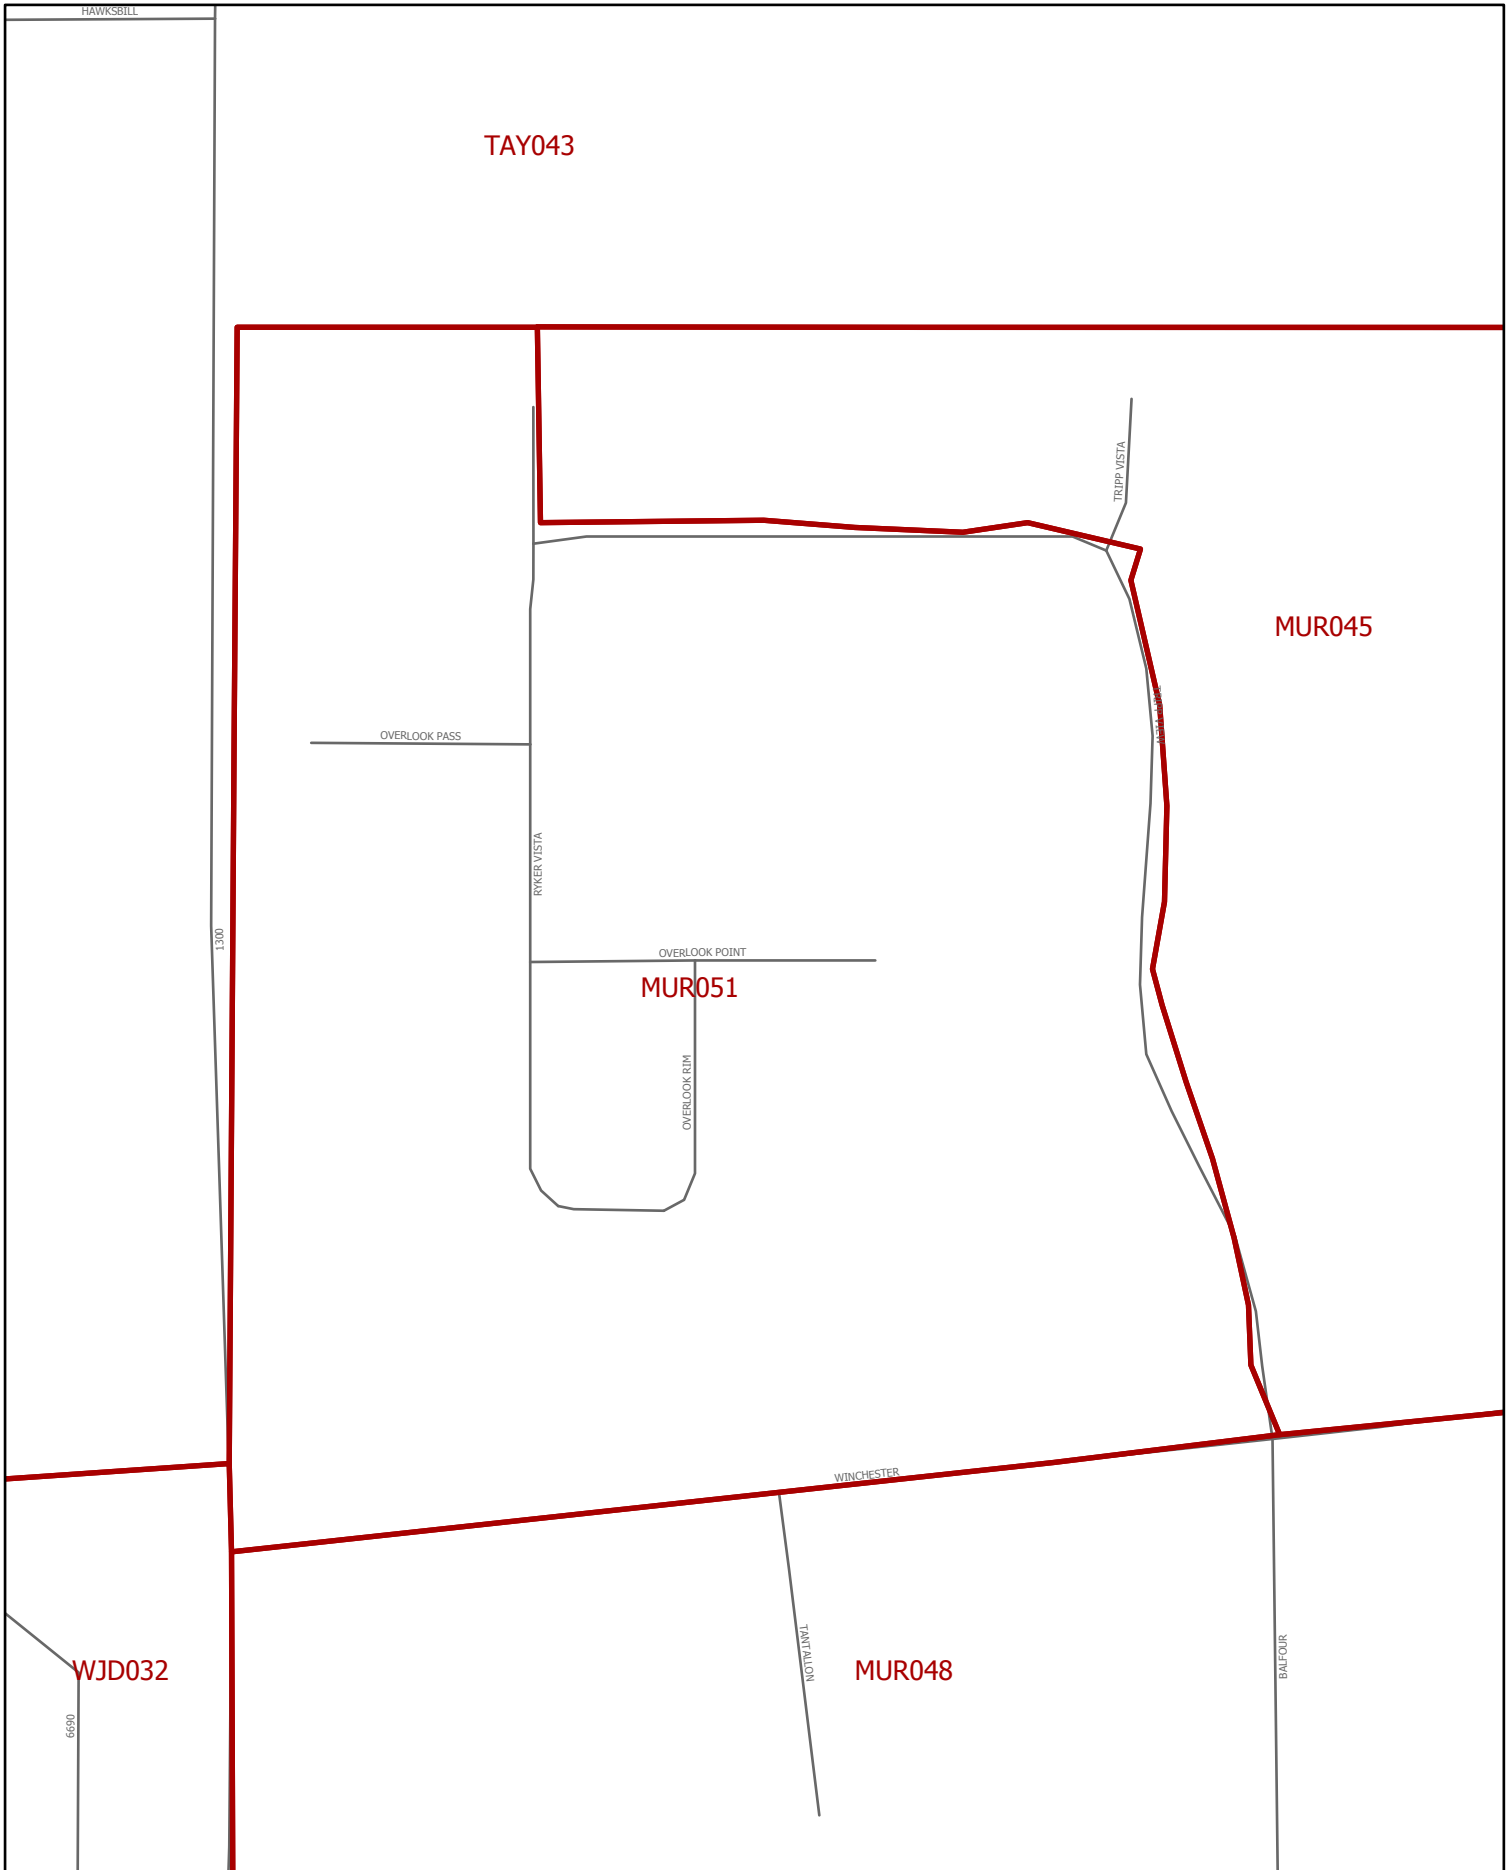 HAWKSBILL
TAY043
TRIPP VISTA
MUR045
OVERLOOK PASS
RYKER VISTA
1300
OVERLOOK POINT
MUR051
OVERLOOK RIM
WINCHESTER
TANTALLON
BALFOUR
WJD032
MUR048
6690